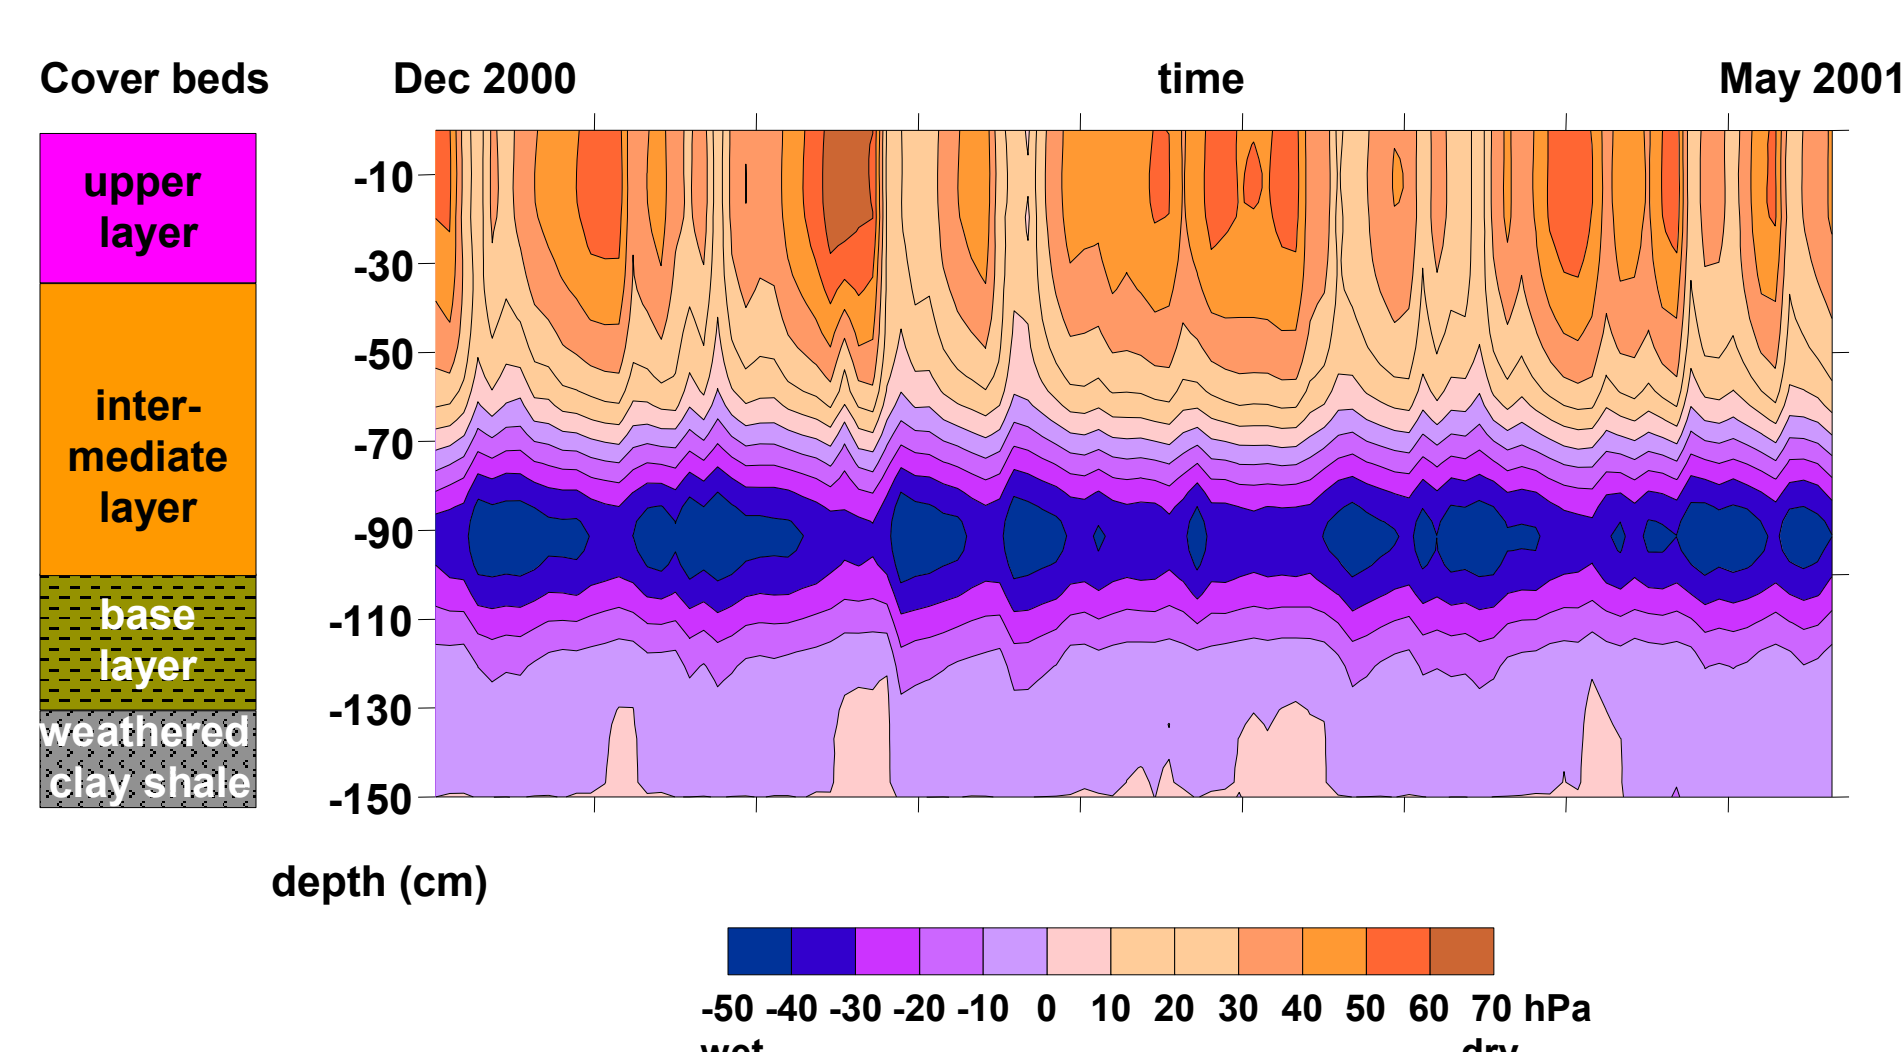 Cover beds
Dec 2000
time
May 2001
upper
layer
inter-
mediate
layer
base
layer
weathered
clay shale
-10
-30
-50
-70
-90
-110
-130
-150
depth (cm)
-50 -40 -30 -20 -10 0 10 20 30 40 50 60 70 hPa
wet
dry